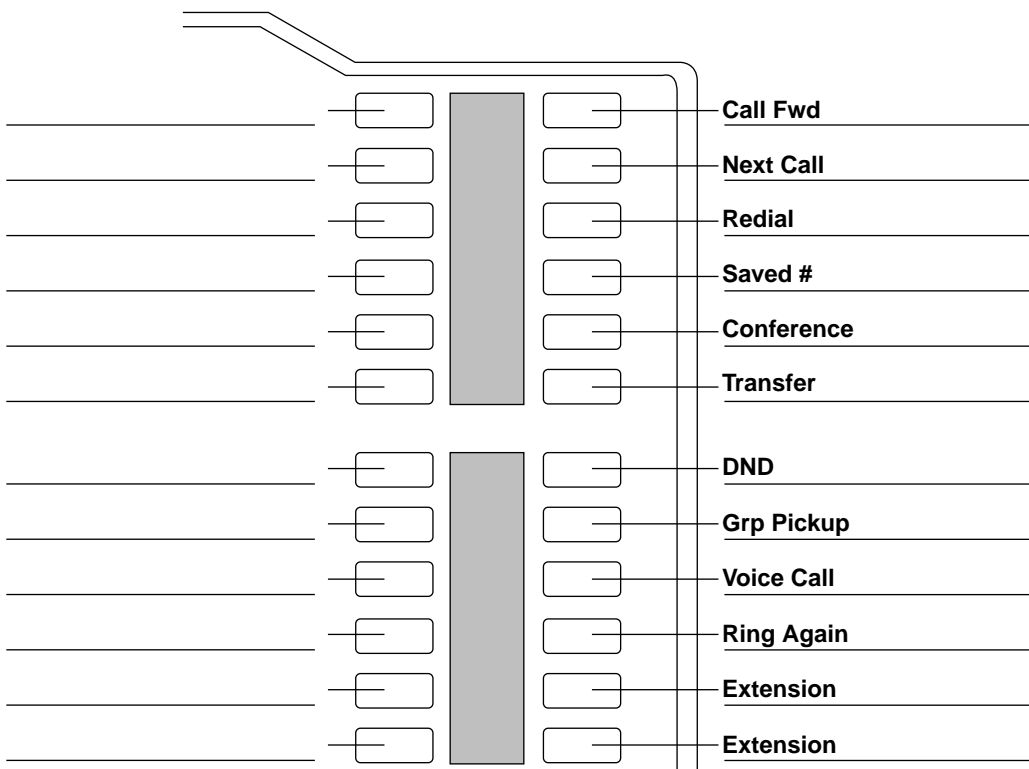 Call Fwd
Next Call
Redial
Saved #
Conference
Transfer
DND
Grp Pickup
Voice Call
Ring Again
Extension
Extension